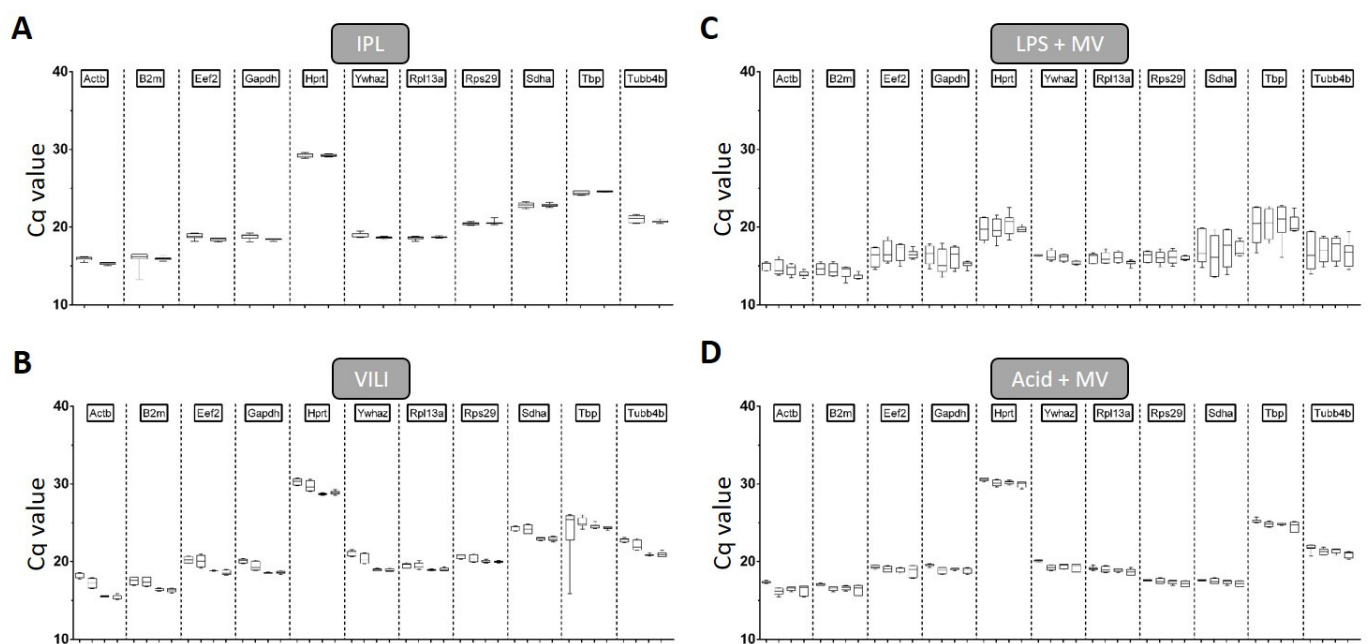 A
IPL
Cq value
40
30
20
10
Actb B2m Eef2 Gapdh Hprt Ywhaz Rpl13a Rps29 Sdha Tbp Tubb4b
C
LPS + MV
Cq value
40
30
20
10
Actb B2m Eef2 Gapdh Hprt Ywhaz Rpl13a Rps29 Sdha Tbp Tubb4b
B
VILI
Cq value
40
30
20
10
Actb B2m Eef2 Gapdh Hprt Ywhaz Rpl13a Rps29 Sdha Tbp Tubb4b
D
Acid + MV
Cq value
40
30
20
10
Actb B2m Eef2 Gapdh Hprt Ywhaz Rpl13a Rps29 Sdha Tbp Tubb4b